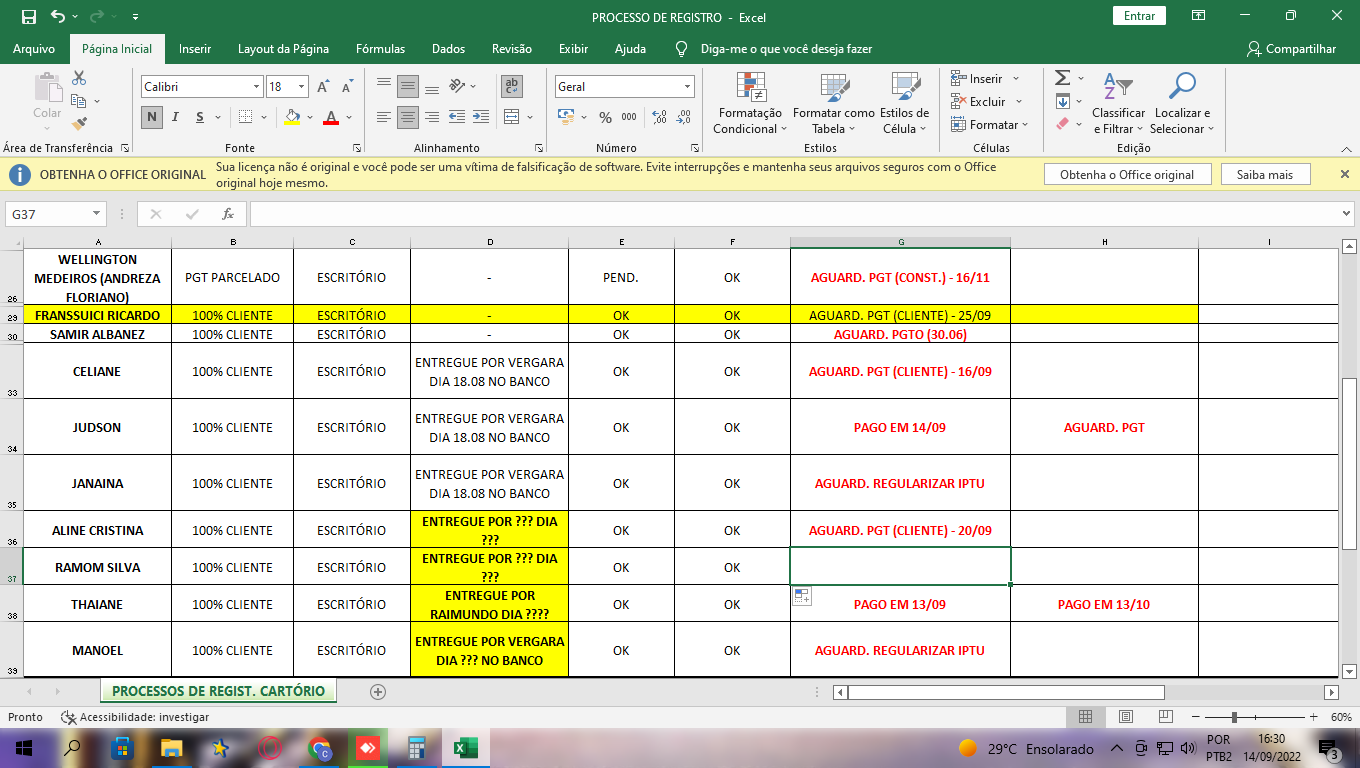 PROCESSO DE REGISTRO - Excel
Entrar
Arquivo
Página Inicial
Inserir
Layout da Página
Fórmulas
Dados
Revisão
Exibir
Ajuda
Diga-me o que você deseja fazer
Compartilhar
Colar
Calibri
18
N I S
ab
Geral
% 000
Formatação Condicional
Formatar como Tabela
Estilos de Célula
Inserir
Excluir
Formatar
Classificar e Filtrar
Localizar e Selecionar
Área de Transferência
Fonte
Alinhamento
Número
Estilos
Células
Edição
OBTENHA O OFFICE ORIGINAL
Sua licença não é original e você pode ser uma vítima de falsificação de software. Evite interrupções e mantenha seus arquivos seguros com o Office
original hoje mesmo.
Obtenha o Office original
Saiba mais
G37
fx
A B C D E F G H I
26 WELLINGTON MEDEIROS (ANDREZA FLORIANO) PGT PARCELADO ESCRITÓRIO - PEND. OK AGUARD. PGT (CONST.) - 16/11
29 FRANSSUICI RICARDO 100% CLIENTE ESCRITÓRIO - OK OK AGUARD. PGT (CLIENTE) - 25/09
30 SAMIR ALBANEZ 100% CLIENTE ESCRITÓRIO - OK OK AGUARD. PGTO (30.06)
33 CELIANE 100% CLIENTE ESCRITÓRIO ENTREGUE POR VERGARA DIA 18.08 NO BANCO OK OK AGUARD. PGT (CLIENTE) - 16/09
34 JUDSON 100% CLIENTE ESCRITÓRIO ENTREGUE POR VERGARA DIA 18.08 NO BANCO OK OK PAGO EM 14/09 AGUARD. PGT
35 JANAINA 100% CLIENTE ESCRITÓRIO ENTREGUE POR VERGARA DIA 18.08 NO BANCO OK OK AGUARD. REGULARIZAR IPTU
36 ALINE CRISTINA 100% CLIENTE ESCRITÓRIO ENTREGUE POR ??? DIA ??? OK OK AGUARD. PGT (CLIENTE) - 20/09
37 RAMOM SILVA 100% CLIENTE ESCRITÓRIO ENTREGUE POR ??? DIA ??? OK OK
38 THAIANE 100% CLIENTE ESCRITÓRIO ENTREGUE POR RAIMUNDO DIA ???? OK OK PAGO EM 13/09 PAGO EM 13/10
39 MANOEL 100% CLIENTE ESCRITÓRIO ENTREGUE POR VERGARA DIA ??? NO BANCO OK OK AGUARD. REGULARIZAR IPTU
PROCESSOS DE REGIST. CARTÓRIO
Pronto
Acessibilidade: investigar
60%
29°C Ensolarado
POR
PTB2
16:30
14/09/2022
3